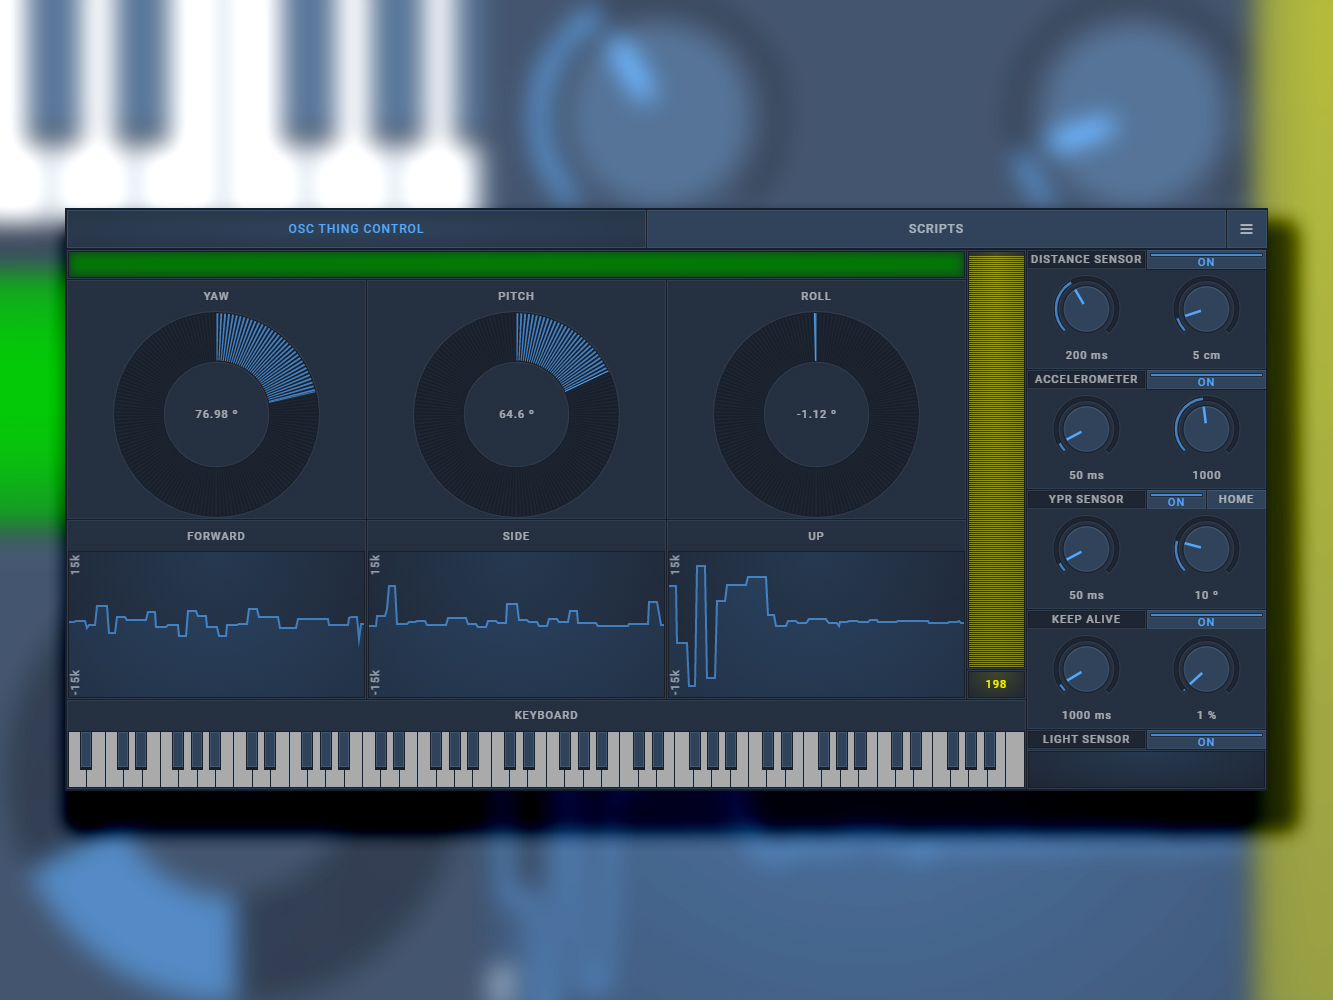 OSC THING CONTROL
SCRIPTS
YAW
PITCH
ROLL
76.98 º
64.6 º
-1.12 º
FORWARD
SIDE
UP
15k
-15k
15k
-15k
15k
-15k
198
KEYBOARD
DISTANCE SENSOR
ON
200 ms
5 cm
ACCELEROMETER
ON
50 ms
1000
YPR SENSOR
ON
HOME
50 ms
10 º
KEEP ALIVE
ON
1000 ms
1 %
LIGHT SENSOR
ON